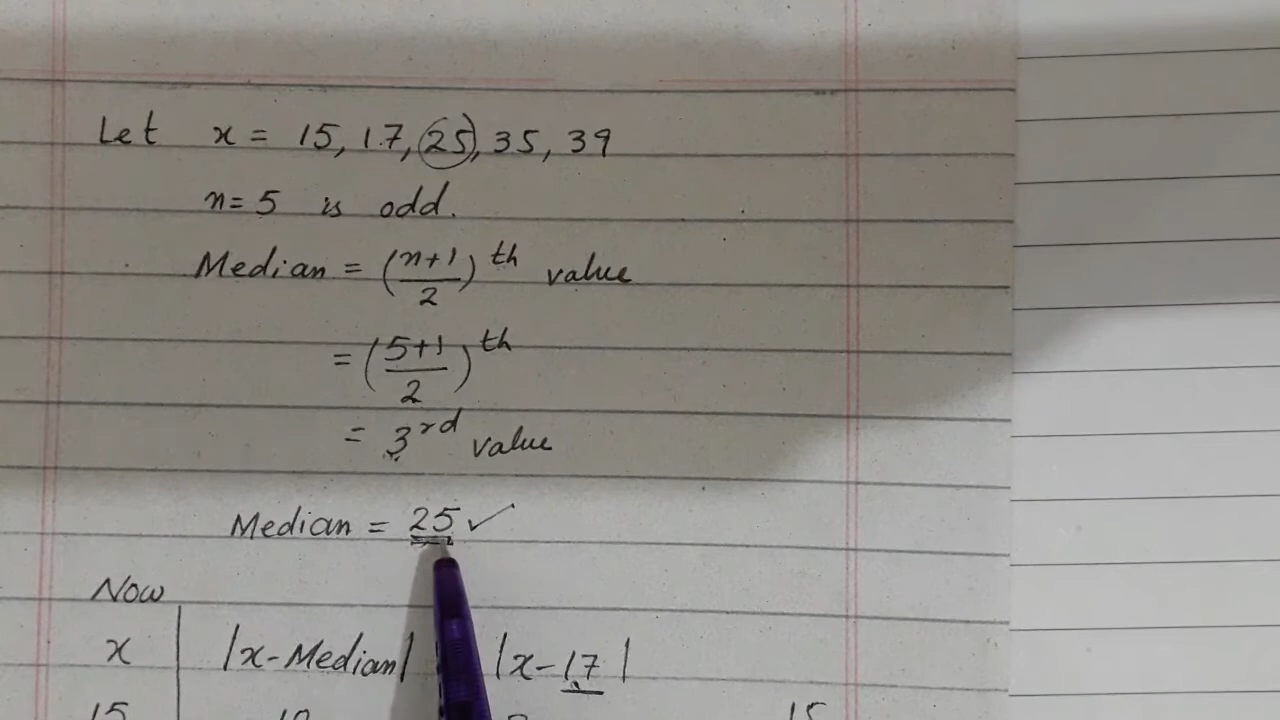 Let x = 15, 17, 25, 35, 39
n = 5 is odd.
Median = (n+1/2)th value
= (5+1/2)th
= 3rd value
Median = 25 ✓
Now
x |x-Median| |x-17|
15